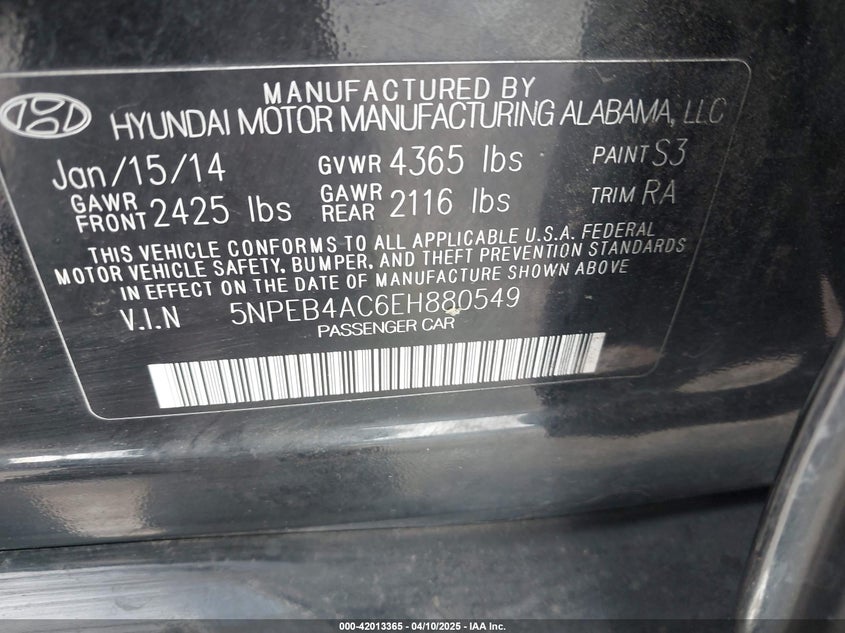 MANUFACTURED BY
HYUNDAI MOTOR MANUFACTURING ALABAMA, LLC
Jan/15/14 GVWR 4365 lbs PAINT S3
GAWR FRONT 2425 lbs GAWR REAR 2116 lbs TRIM RA
THIS VEHICLE CONFORMS TO ALL APPLICABLE U.S.A. FEDERAL
MOTOR VEHICLE SAFETY, BUMPER, AND THEFT PREVENTION STANDARDS
IN EFFECT ON THE DATE OF MANUFACTURE SHOWN ABOVE
V.I.N 5NPEB4AC6EH880549
PASSENGER CAR
000-42013365 - 04/10/2025 - IAA Inc.